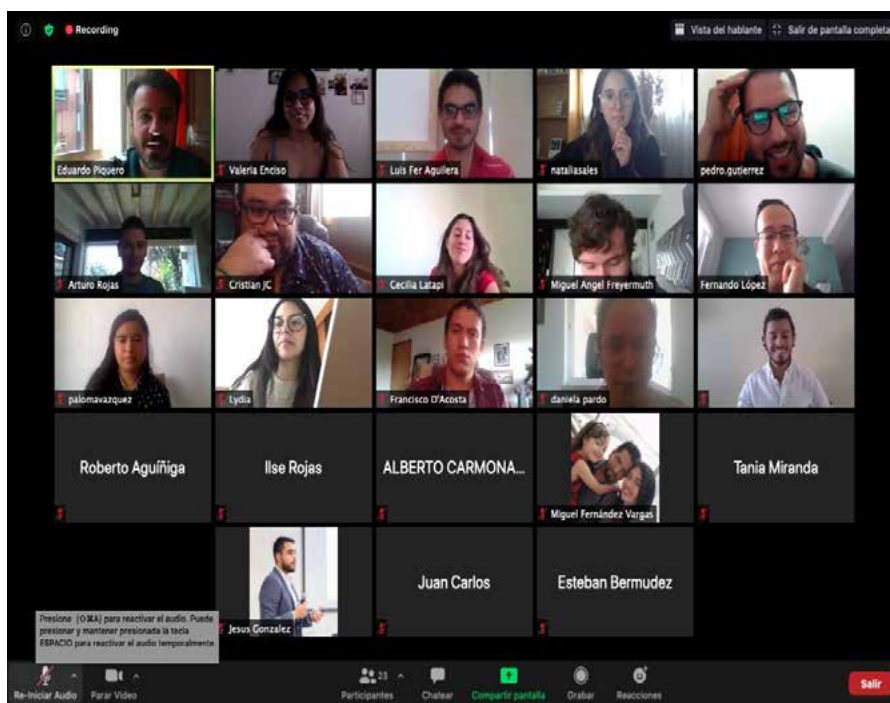 Recording
Vista del hablante
Salir de pantalla completa
Eduardo Piquero
Valeria Enciso
Luis Fer Aguilera
nataliasales
pedro.gutierrez
Arturo Rojas
Cristian JC
Cecilia Latapi
Miguel Angel Freyermuth
Fernando López
palomavazquez
Lydia
Francisco D'Acosta
daniela pardo
Roberto Aguíñiga
Ilse Rojas
ALBERTO CARMONA...
Miguel Fernández Vargas
Tania Miranda
Jesus Gonzalez
Juan Carlos
Esteban Bermudez
Presione (⇧⌘A) para reactivar el audio. Puede
presionar y mantener presionada la tecla
ESPACIO para reactivar el audio temporalmente.
Re-Iniciar Audio
Parar Video
23
Participantes
Chatear
Compartir pantalla
Grabar
Reacciones
Salir